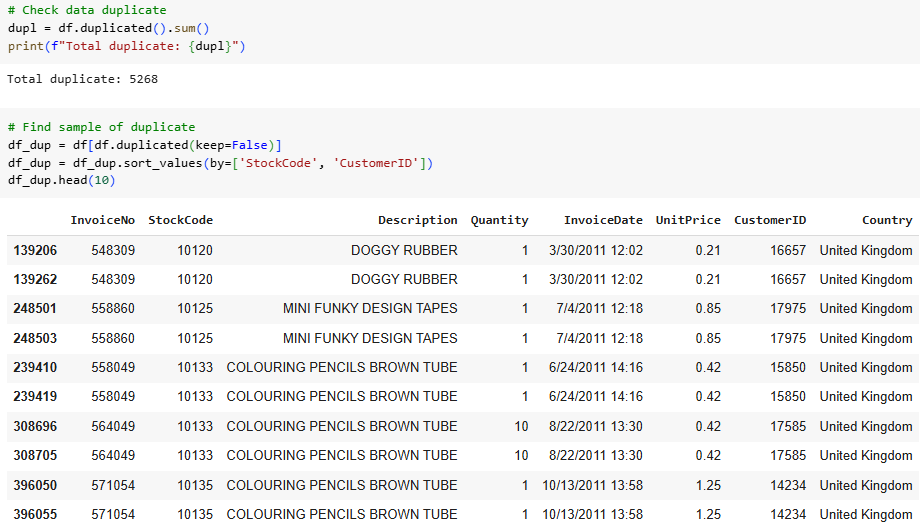 # Check data duplicate
dupl = df.duplicated().sum()
print(f"Total duplicate: {dupl}")
Total duplicate: 5268
# Find sample of duplicate
df_dup = df[df.duplicated(keep=False)]
df_dup = df_dup.sort_values(by=['StockCode', 'CustomerID'])
df_dup.head(10)
InvoiceNo StockCode Description Quantity InvoiceDate UnitPrice CustomerID Country
139206 548309 10120 DOGGY RUBBER 1 3/30/2011 12:02 0.21 16657 United Kingdom
139262 548309 10120 DOGGY RUBBER 1 3/30/2011 12:02 0.21 16657 United Kingdom
248501 558860 10125 MINI FUNKY DESIGN TAPES 1 7/4/2011 12:18 0.85 17975 United Kingdom
248503 558860 10125 MINI FUNKY DESIGN TAPES 1 7/4/2011 12:18 0.85 17975 United Kingdom
239410 558049 10133 COLOURING PENCILS BROWN TUBE 1 6/24/2011 14:16 0.42 15850 United Kingdom
239419 558049 10133 COLOURING PENCILS BROWN TUBE 1 6/24/2011 14:16 0.42 15850 United Kingdom
308696 564049 10133 COLOURING PENCILS BROWN TUBE 10 8/22/2011 13:30 0.42 17585 United Kingdom
308705 564049 10133 COLOURING PENCILS BROWN TUBE 10 8/22/2011 13:30 0.42 17585 United Kingdom
396050 571054 10135 COLOURING PENCILS BROWN TUBE 1 10/13/2011 13:58 1.25 14234 United Kingdom
396055 571054 10135 COLOURING PENCILS BROWN TUBE 1 10/13/2011 13:58 1.25 14234 United Kingdom